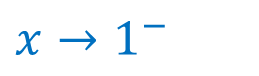 x → 1⁻